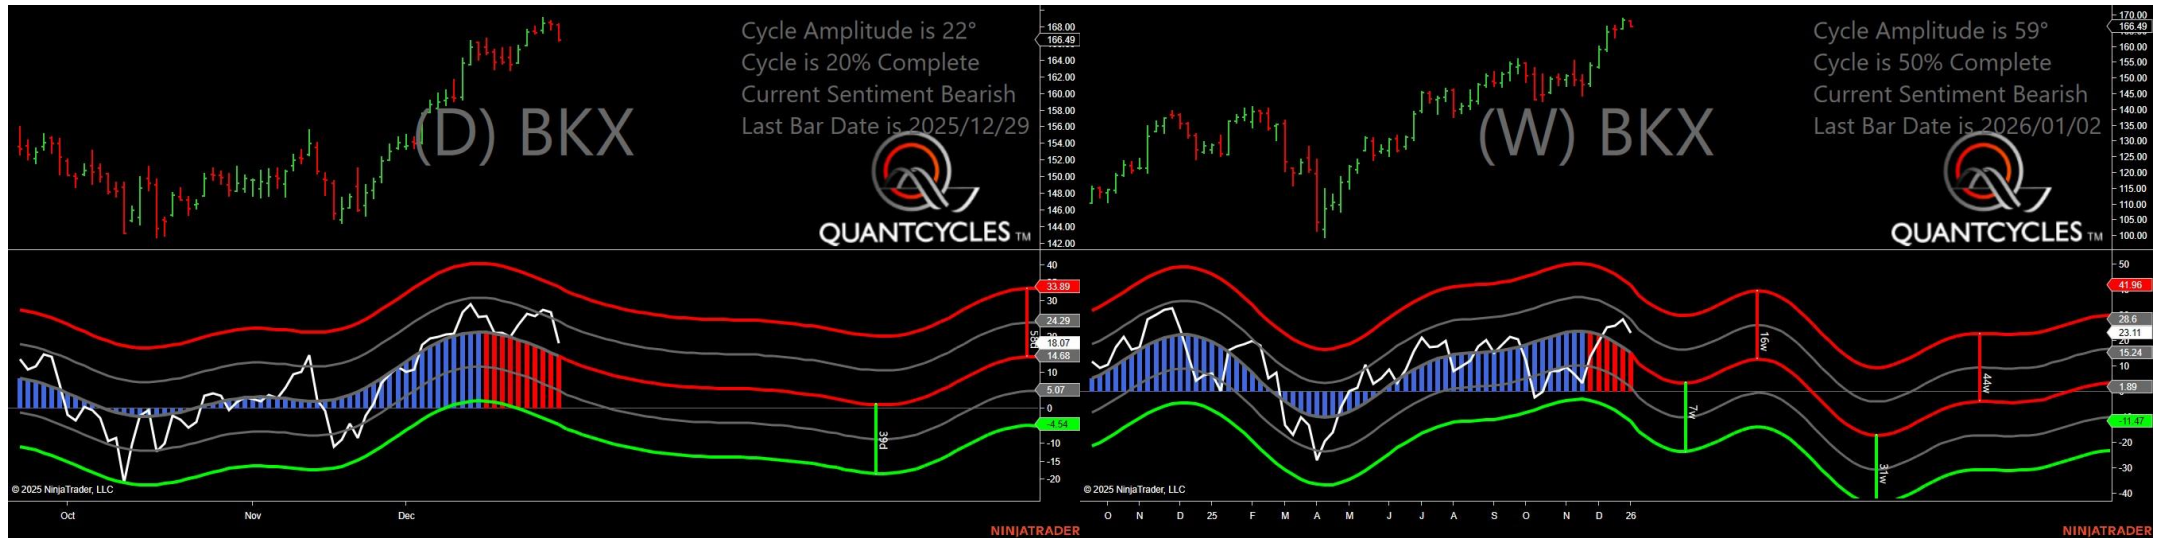 Cycle Amplitude is 22°
Cycle is 20% Complete
Current Sentiment Bearish
Last Bar Date is 2025/12/29
(D) BKX
QUANTCYCLES TM
168.00
166.49
164.00
162.00
160.00
158.00
156.00
154.00
152.00
150.00
148.00
146.00
144.00
142.00
40
33.89
30
24.29
18.07
14.68
10
5.07
0
-4.54
-10
-15
-20
58d
39d
© 2025 NinjaTrader, LLC
Oct Nov Dec
NINJATRADER
Cycle Amplitude is 59°
Cycle is 50% Complete
Current Sentiment Bearish
Last Bar Date is 2026/01/02
(W) BKX
QUANTCYCLES TM
170.00
166.49
160.00
155.00
150.00
145.00
140.00
135.00
130.00
125.00
120.00
115.00
110.00
105.00
100.00
50
41.96
28.6
23.11
20
15.24
10
1.89
-11.47
-20
-30
-40
16w
7w
44w
31w
© 2025 NinjaTrader, LLC
O N D 25 F M A M J J A S O N D 26
NINJATRADER